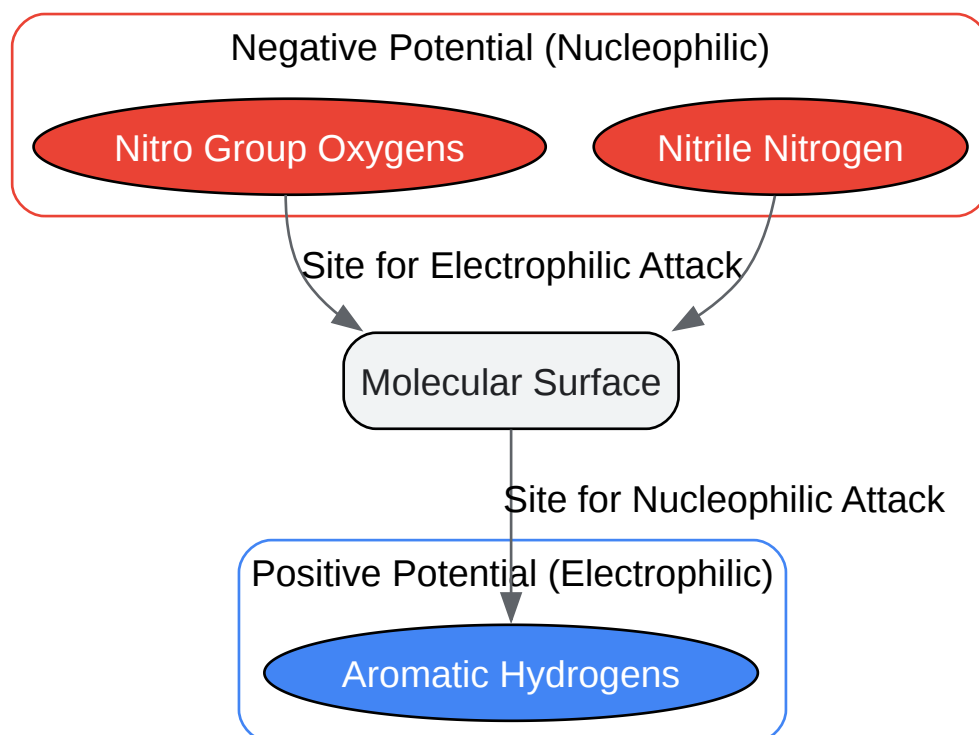 Negative Potential (Nucleophilic)
Nitro Group Oxygens
Nitrile Nitrogen
Site for Electrophilic Attack
Molecular Surface
Site for Nucleophilic Attack
Positive Potential (Electrophilic)
Aromatic Hydrogens